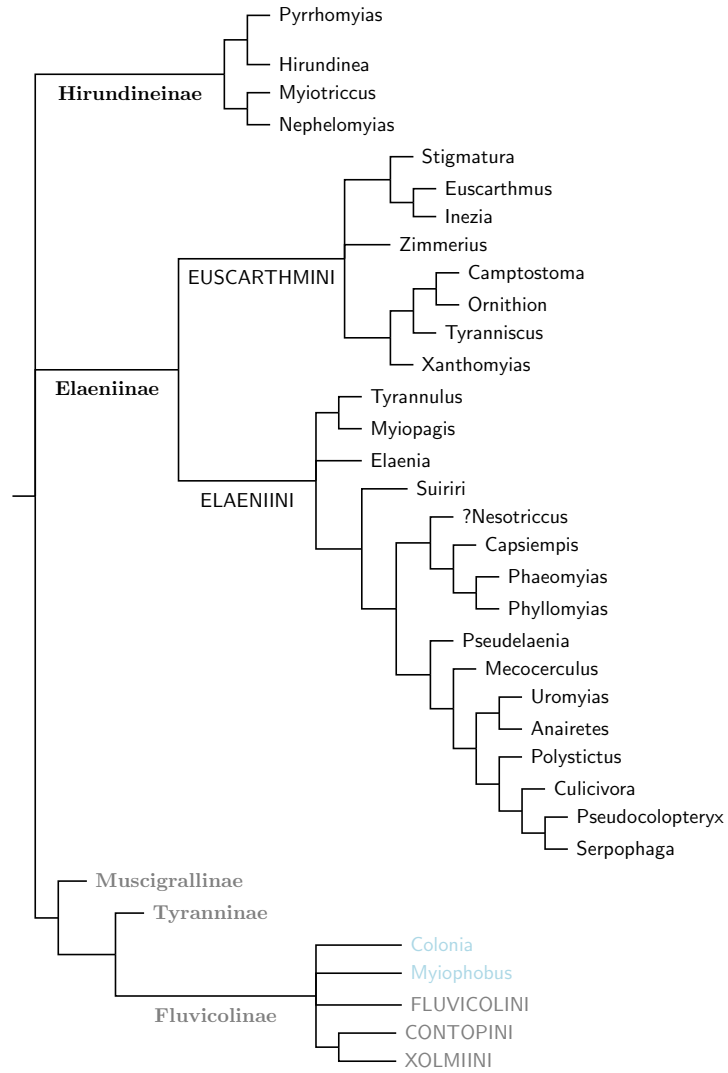 Pyrrhomyias
Hirundinea
Hirundineinae
Myiotriccus
Nephelomyias
Stigmatura
Euscarthmus
Inezia
Zimmerius
EUSCARTHMINI
Camptostoma
Ornithion
Tyranniscus
Xanthomyias
Elaeniinae
Tyrannulus
Myiopagis
Elaenia
Suiriri
ELAENIINI
?Nesotriccus
Capsiempis
Phaeomyias
Phyllomyias
Pseudelaenia
Mecocerculus
Uromyias
Anairetes
Polystictus
Culicivora
Pseudocolopteryx
Serpophaga
Muscigrallinae
Tyranninae
Colonia
Myiophobus
FLUVICOLINI
Fluvicolinae
CONTOPINI
XOLMIINI